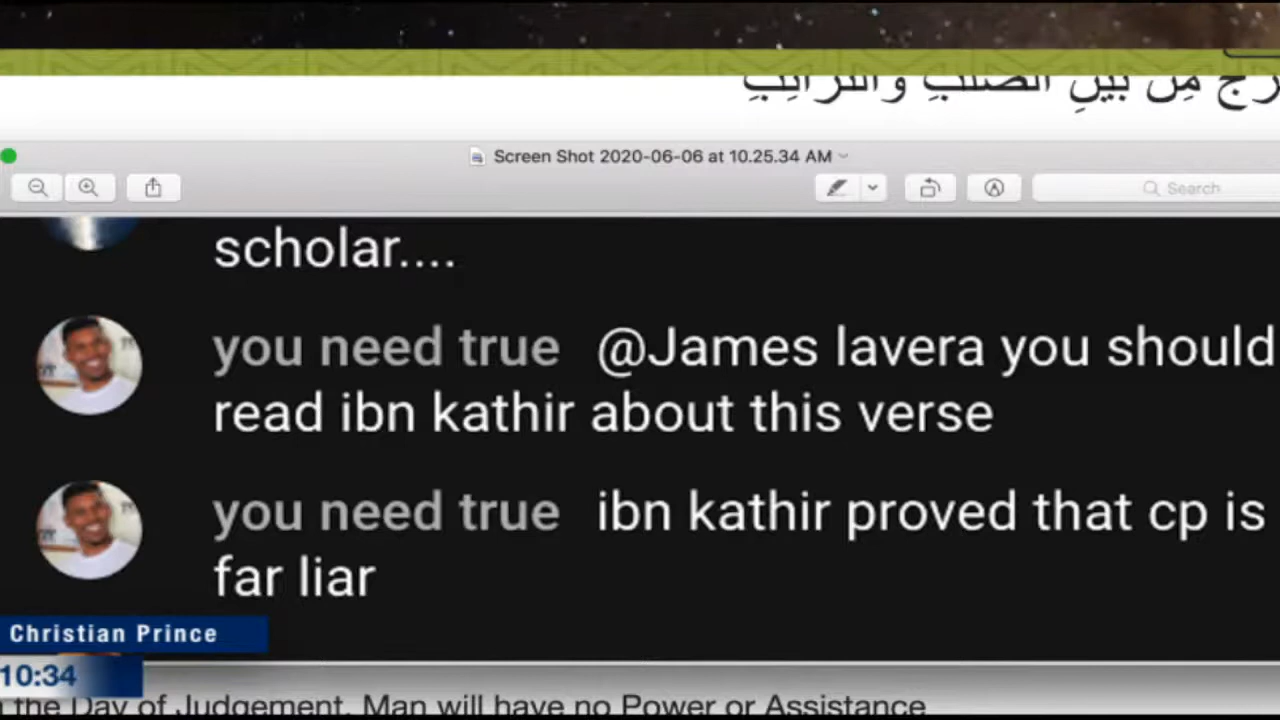 مِن بَيْنِ الصُّلْبِ وَالتَّرَائِبِ
Screen Shot 2020-06-06 at 10.25.34 AM
Search
scholar....
you need true @James lavera you should
read ibn kathir about this verse
you need true ibn kathir proved that cp is
far liar
Christian Prince
10:34
the Day of Judgement, Man will have no Power or Assistance